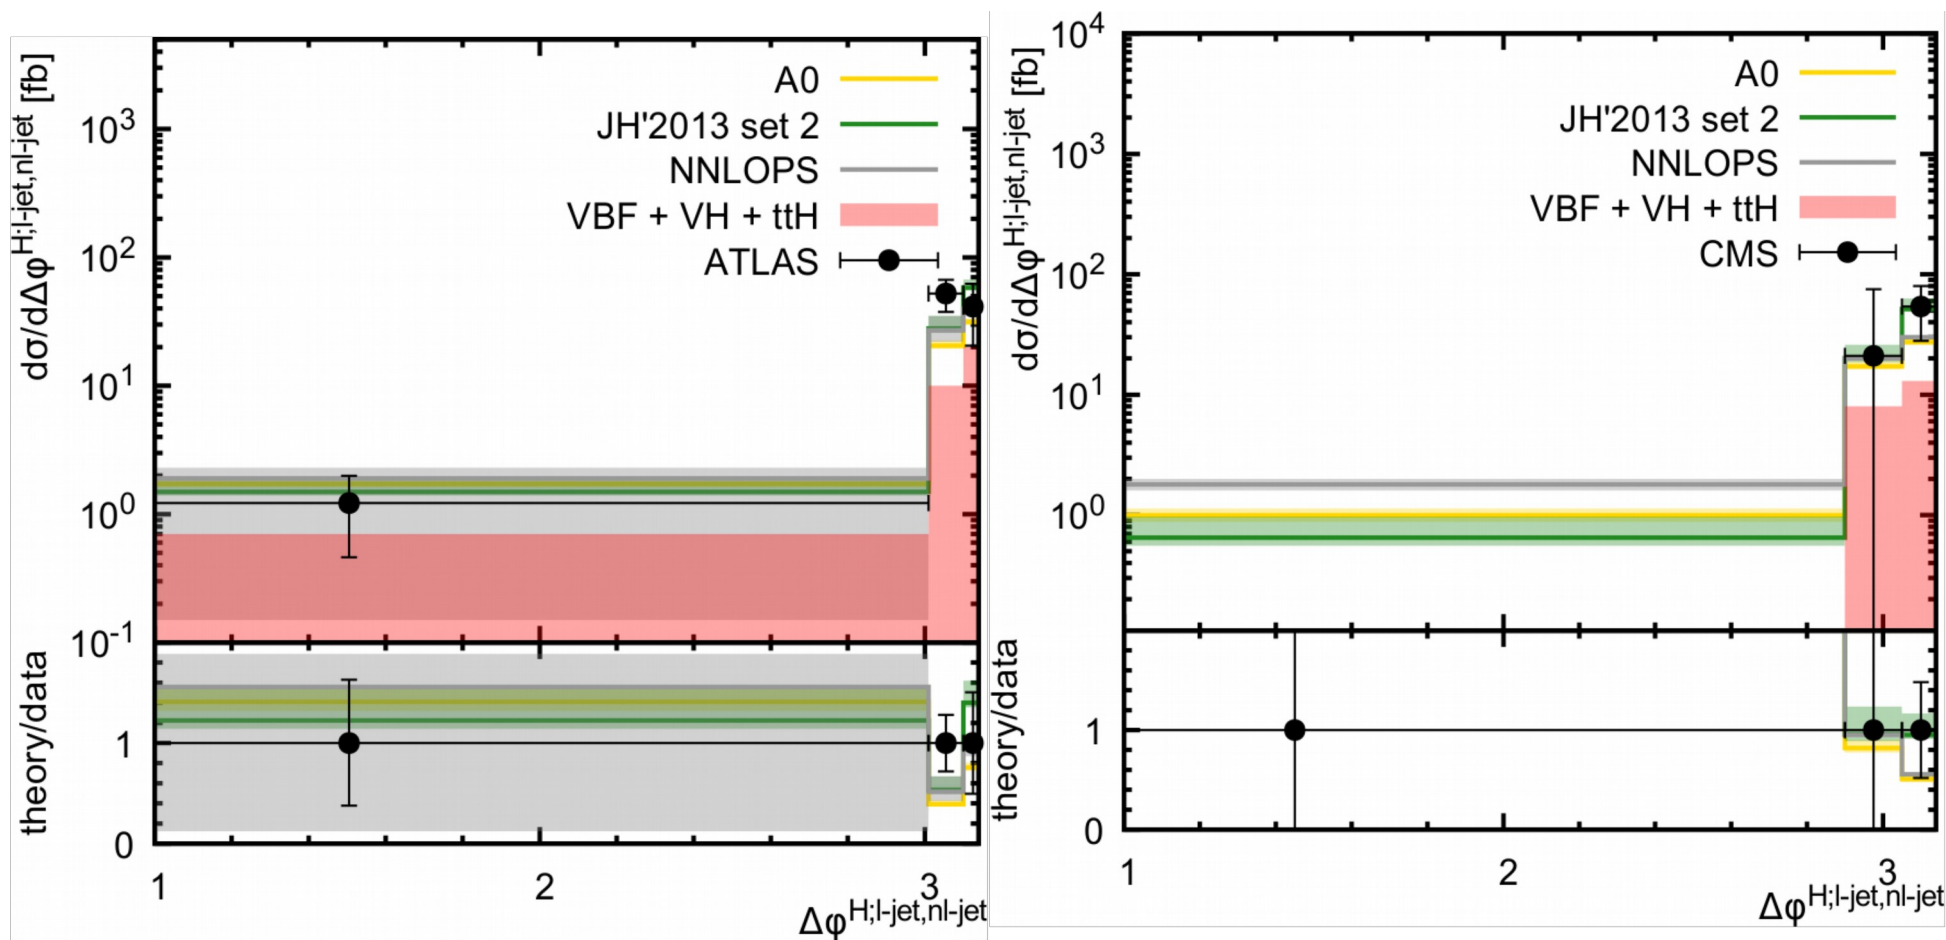 dσ/dΔφ^H;l-jet,nl-jet [fb]
10^3
10^2
10^1
10^0
10^-1
A0
JH'2013 set 2
NNLOPS
VBF + VH + ttH
ATLAS
theory/data
1
0
1 2 3
Δφ^H;l-jet,nl-jet
dσ/dΔφ^H;l-jet,nl-jet [fb]
10^4
10^3
10^2
10^1
10^0
A0
JH'2013 set 2
NNLOPS
VBF + VH + ttH
CMS
theory/data
1
0
1 2 3
Δφ^H;l-jet,nl-jet